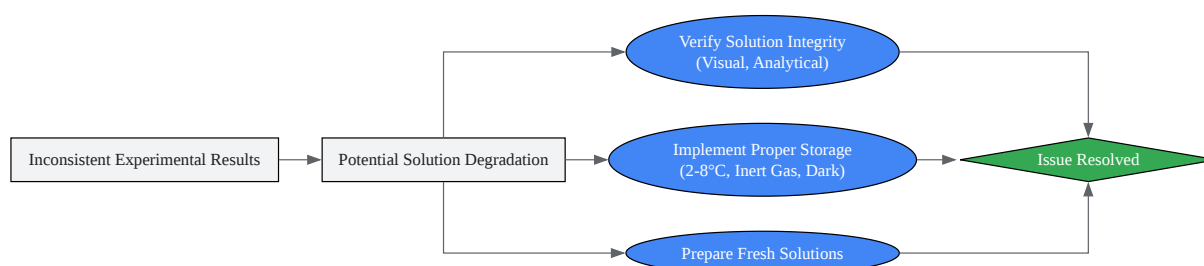 Inconsistent Experimental Results
Potential Solution Degradation
Verify Solution Integrity
(Visual, Analytical)
Implement Proper Storage
(2-8°C, Inert Gas, Dark)
Prepare Fresh Solutions
Issue Resolved